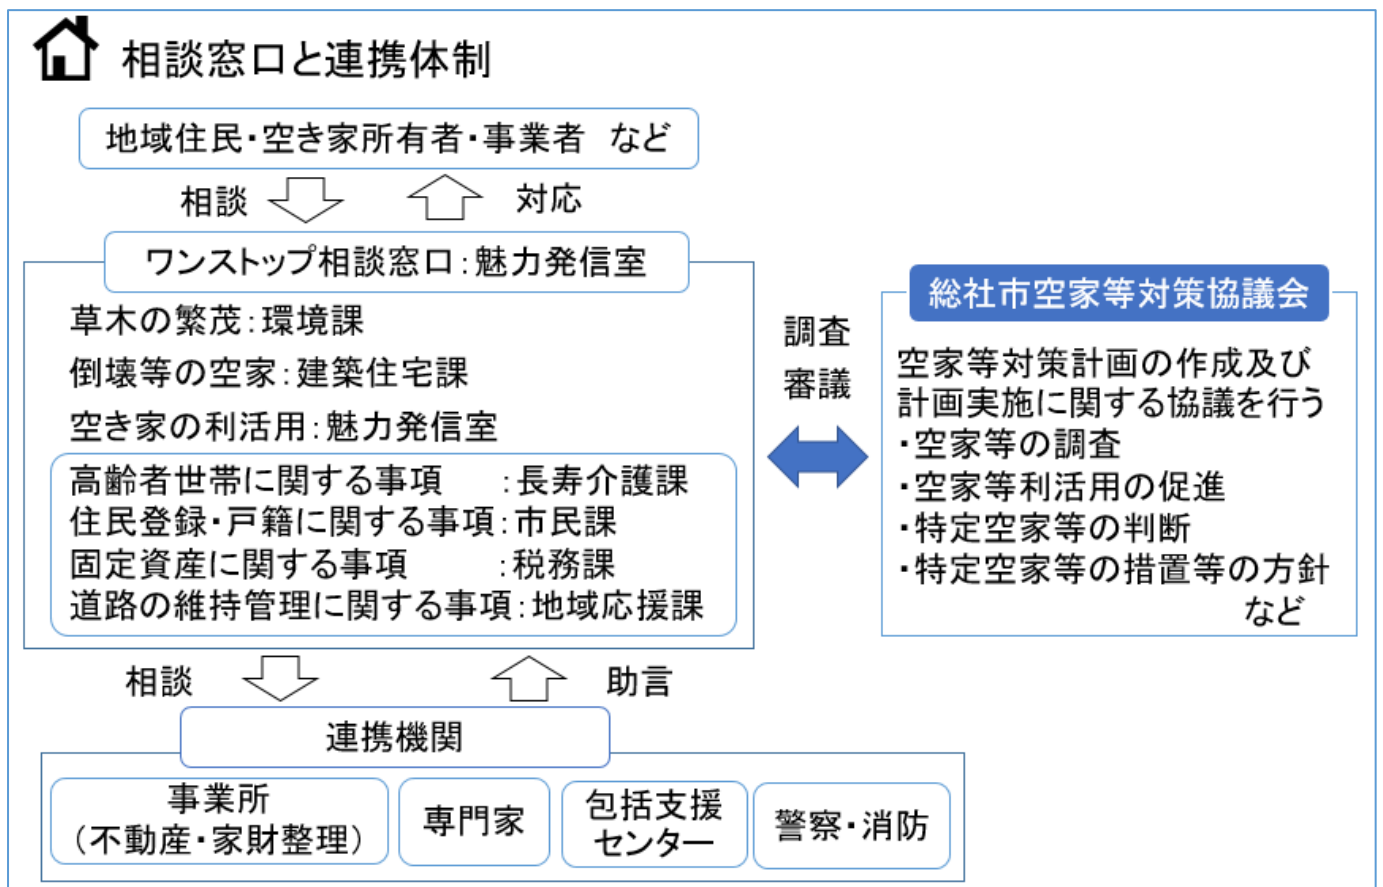 相談窓口と連携体制
地域住民・空き家所有者・事業者　など
相談
対応
ワンストップ相談窓口：魅力発信室
草木の繁茂：環境課
倒壊等の空家：建築住宅課
空き家の利活用：魅力発信室
高齢者世帯に関する事項　　：長寿介護課
住民登録・戸籍に関する事項：市民課
固定資産に関する事項　　　：税務課
道路の維持管理に関する事項：地域応援課
調査
審議
総社市空家等対策協議会
空家等対策計画の作成及び
計画実施に関する協議を行う
・空家等の調査
・空家等利活用の促進
・特定空家等の判断
・特定空家等の措置等の方針
など
相談
助言
連携機関
事業所
（不動産・家財整理）
専門家
包括支援
センター
警察・消防